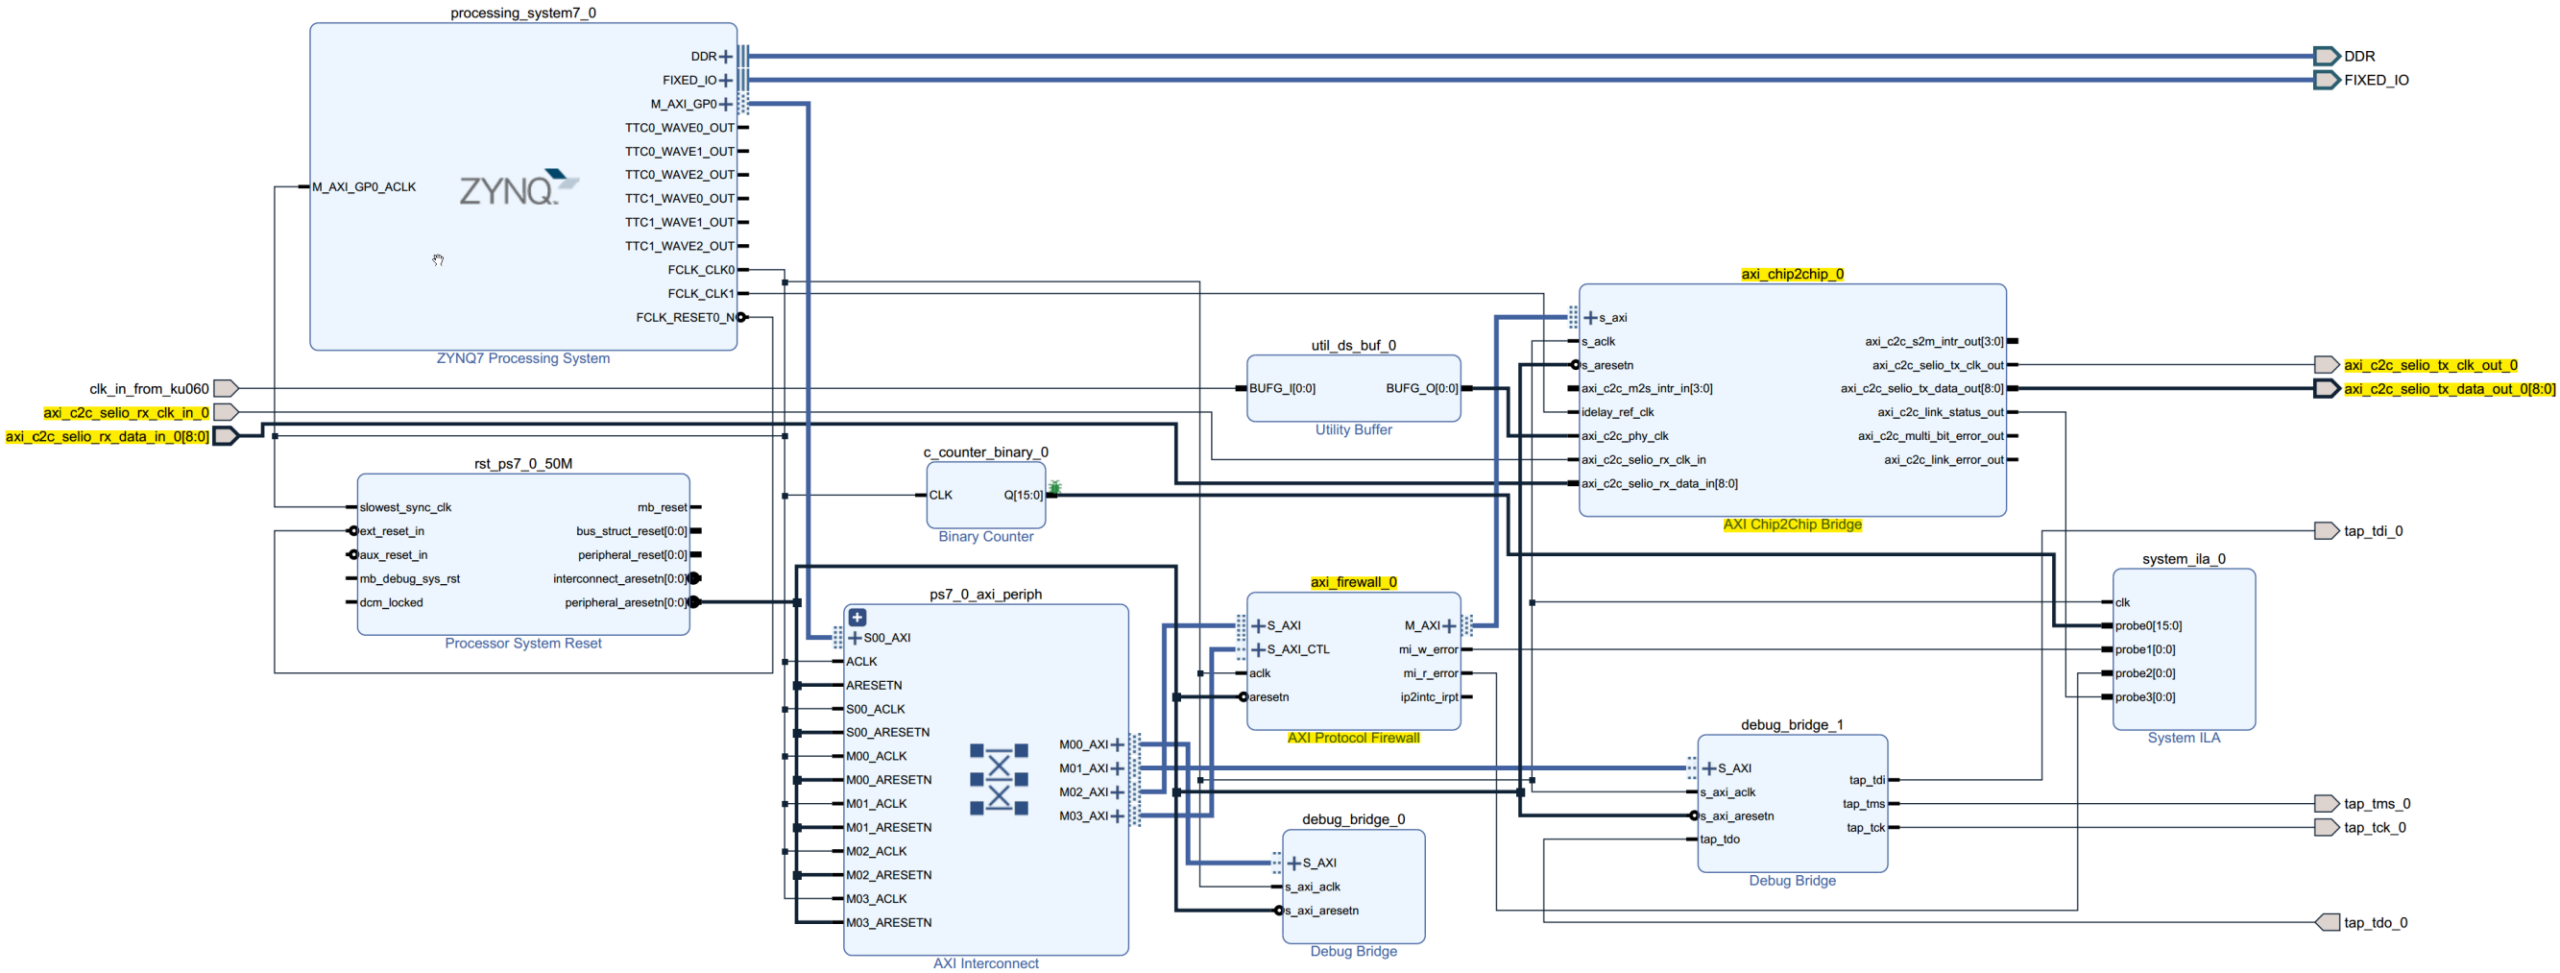 processing_system7_0
DDR
FIXED_IO
M_AXI_GP0
TTC0_WAVE0_OUT
TTC0_WAVE1_OUT
TTC0_WAVE2_OUT
TTC1_WAVE0_OUT
TTC1_WAVE1_OUT
TTC1_WAVE2_OUT
FCLK_CLK0
FCLK_CLK1
FCLK_RESET0_N
M_AXI_GP0_ACLK
ZYNQ
ZYNQ7 Processing System
DDR
FIXED_IO
clk_in_from_ku060
axi_c2c_selio_rx_clk_in_0
axi_c2c_selio_rx_data_in_0[8:0]
rst_ps7_0_50M
slowest_sync_clk
ext_reset_in
aux_reset_in
mb_debug_sys_rst
dcm_locked
mb_reset
bus_struct_reset[0:0]
peripheral_reset[0:0]
interconnect_aresetn[0:0]
peripheral_aresetn[0:0]
Processor System Reset
c_counter_binary_0
CLK
Q[15:0]
Binary Counter
util_ds_buf_0
BUFG_I[0:0]
BUFG_O[0:0]
Utility Buffer
axi_chip2chip_0
s_axi
s_aclk
s_aresetn
axi_c2c_m2s_intr_in[3:0]
idelay_ref_clk
axi_c2c_phy_clk
axi_c2c_selio_rx_clk_in
axi_c2c_selio_rx_data_in[8:0]
axi_c2c_s2m_intr_out[3:0]
axi_c2c_selio_tx_clk_out
axi_c2c_selio_tx_data_out[8:0]
axi_c2c_link_status_out
axi_c2c_multi_bit_error_out
axi_c2c_link_error_out
AXI Chip2Chip Bridge
axi_c2c_selio_tx_clk_out_0
axi_c2c_selio_tx_data_out_0[8:0]
ps7_0_axi_periph
S00_AXI
ACLK
ARESETN
S00_ACLK
S00_ARESETN
M00_ACLK
M00_ARESETN
M01_ACLK
M01_ARESETN
M02_ACLK
M02_ARESETN
M03_ACLK
M03_ARESETN
M00_AXI
M01_AXI
M02_AXI
M03_AXI
AXI Interconnect
axi_firewall_0
S_AXI
S_AXI_CTL
aclk
aresetn
M_AXI
mi_w_error
mi_r_error
ip2intc_irpt
AXI Protocol Firewall
debug_bridge_0
S_AXI
s_axi_aclk
s_axi_aresetn
Debug Bridge
debug_bridge_1
S_AXI
s_axi_aclk
s_axi_aresetn
tap_tdo
tap_tdi
tap_tms
tap_tck
Debug Bridge
system_ila_0
clk
probe0[15:0]
probe1[0:0]
probe2[0:0]
probe3[0:0]
System ILA
tap_tdi_0
tap_tms_0
tap_tck_0
tap_tdo_0